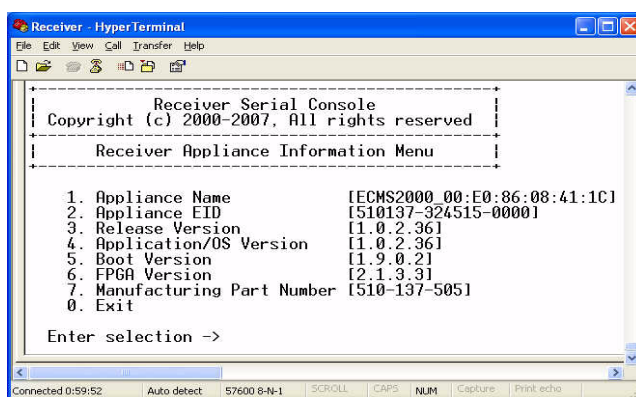 Receiver - HyperTerminal
File Edit View Call Transfer Help
Receiver Serial Console
Copyright (c) 2000-2007, All rights reserved
Receiver Appliance Information Menu
1. Appliance Name [ECMS2000_00:E0:86:08:41:1C]
2. Appliance EID [510137-324515-0000]
3. Release Version [1.0.2.36]
4. Application/OS Version [1.0.2.36]
5. Boot Version [1.9.0.2]
6. FPGA Version [2.1.3.3]
7. Manufacturing Part Number [510-137-505]
0. Exit
Enter selection ->
Connected 0:59:52 Auto detect 57600 8-N-1 SCROLL CAPS NUM Capture Print echo